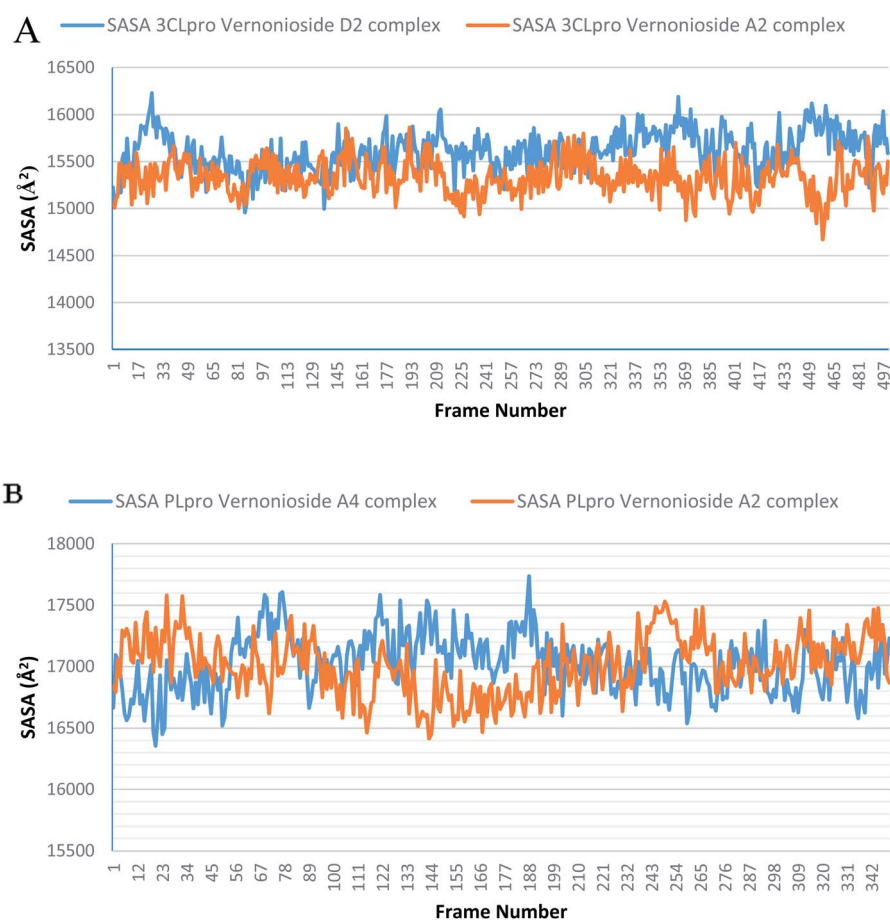 A
SASA 3CLpro Vernonioside D2 complex SASA 3CLpro Vernonioside A2 complex
16500
16000
15500
15000
14500
14000
13500
SASA (Å²)
1 17 33 49 65 81 97 113 129 145 161 177 193 209 225 241 257 273 289 305 321 337 353 369 385 401 417 433 449 465 481 497
Frame Number
B
SASA PLpro Vernonioside A4 complex SASA PLpro Vernonioside A2 complex
18000
17500
17000
16500
16000
15500
SASA (Å²)
1 12 23 34 45 56 67 78 89 100 111 122 133 144 155 166 177 188 199 210 221 232 243 254 265 276 287 298 309 320 331 342
Frame Number